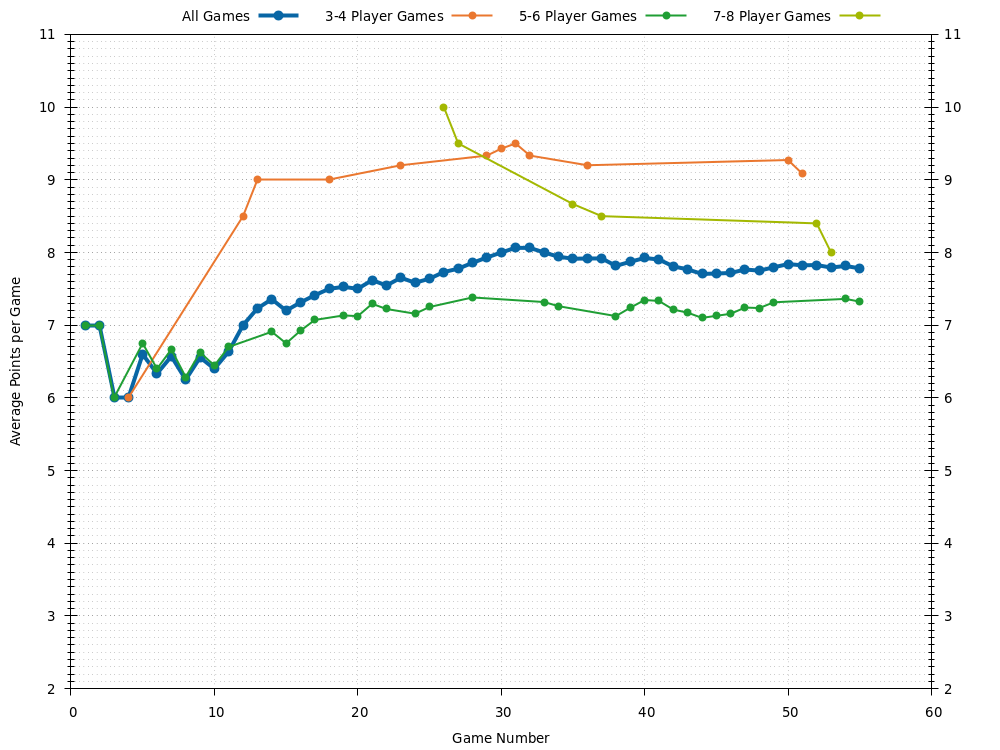 All Games 3-4 Player Games 5-6 Player Games 7-8 Player Games
11 11
10 10
9 9
8 8
7 7
6 6
5 5
4 4
3 3
2 2
Average Points per Game
0 10 20 30 40 50 60
Game Number